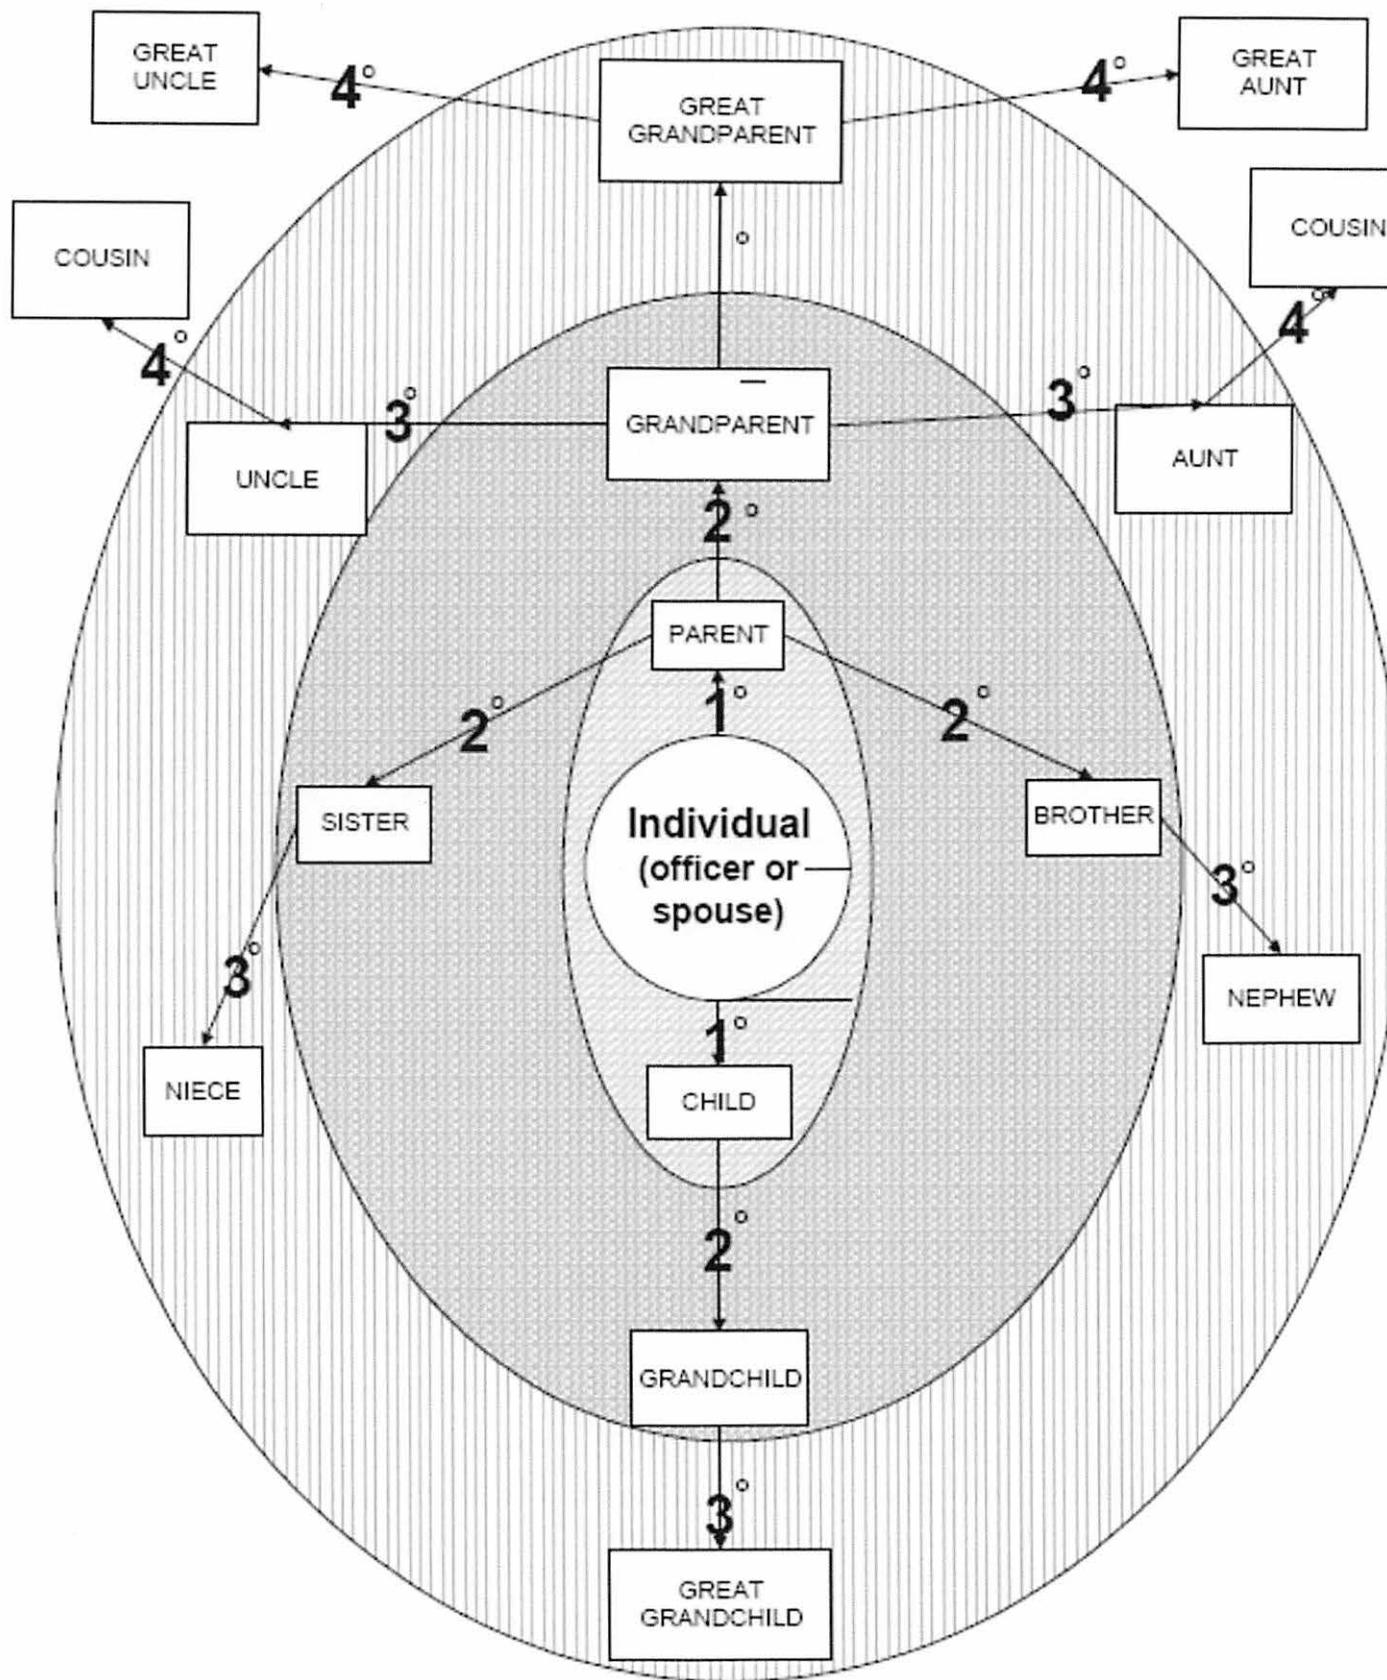 GREAT
UNCLE
4°
GREAT
GRANDPARENT
4°
GREAT
AUNT
COUSIN
°
COUSIN
4°
4°
3°
GRANDPARENT
3°
UNCLE
AUNT
2°
PARENT
2°
1°
2°
SISTER
Individual
(officer or
spouse)
BROTHER
3°
3°
NIECE
1°
NEPHEW
CHILD
2°
GRANDCHILD
3°
GREAT
GRANDCHILD